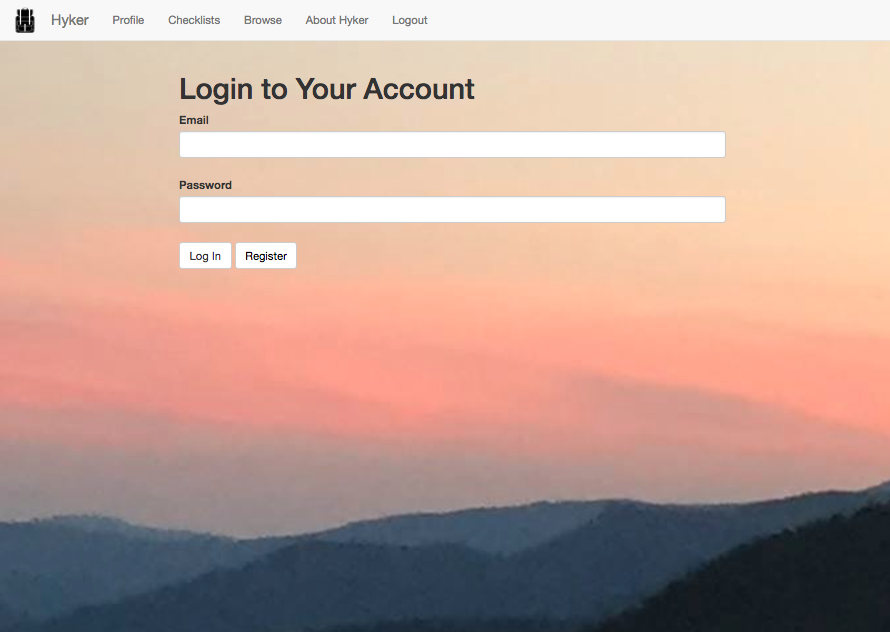 Hyker Profile Checklists Browse About Hyker Logout
Login to Your Account
Email
Password
Log In Register